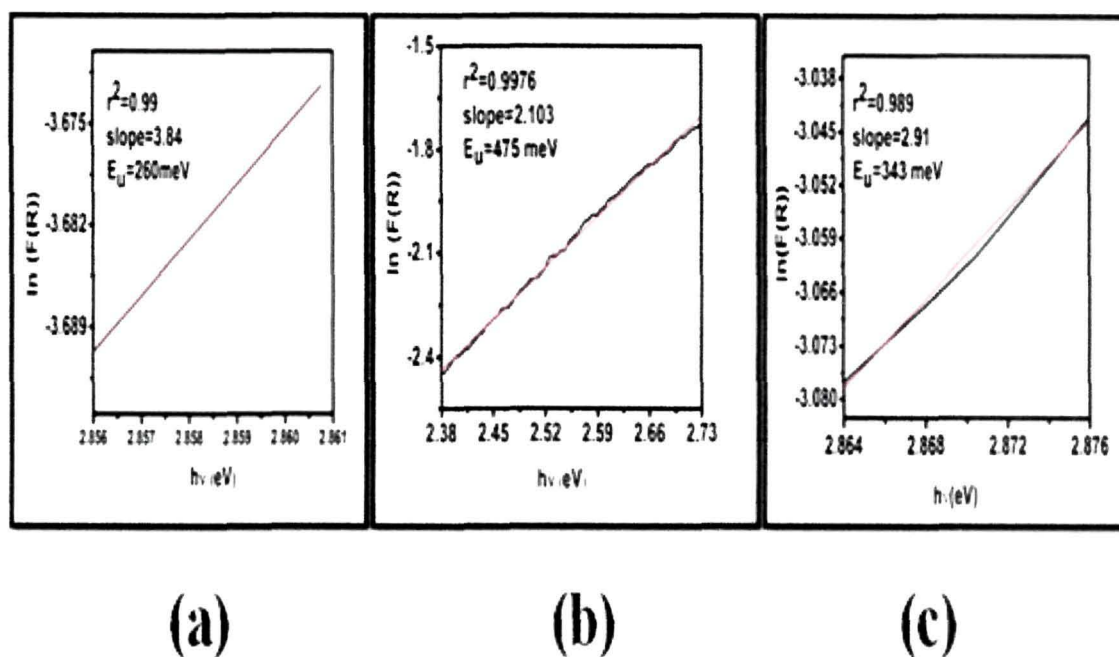 r²=0.99
slope=3.84
E_u=260meV
-3.675
-3.682
-3.689
ln (F(R))
2.856 2.857 2.858 2.859 2.860 2.861
hν (eV)
r²=0.9976
slope=2.103
E_u=475 meV
-1.5
-1.8
-2.1
-2.4
ln (F(R))
2.38 2.45 2.52 2.59 2.66 2.73
hν (eV)
r²=0.989
slope=2.91
E_u=343 meV
-3.038
-3.045
-3.052
-3.059
-3.066
-3.073
-3.080
ln(F(R))
2.864 2.868 2.872 2.876
hν(eV)
(a) (b) (c)